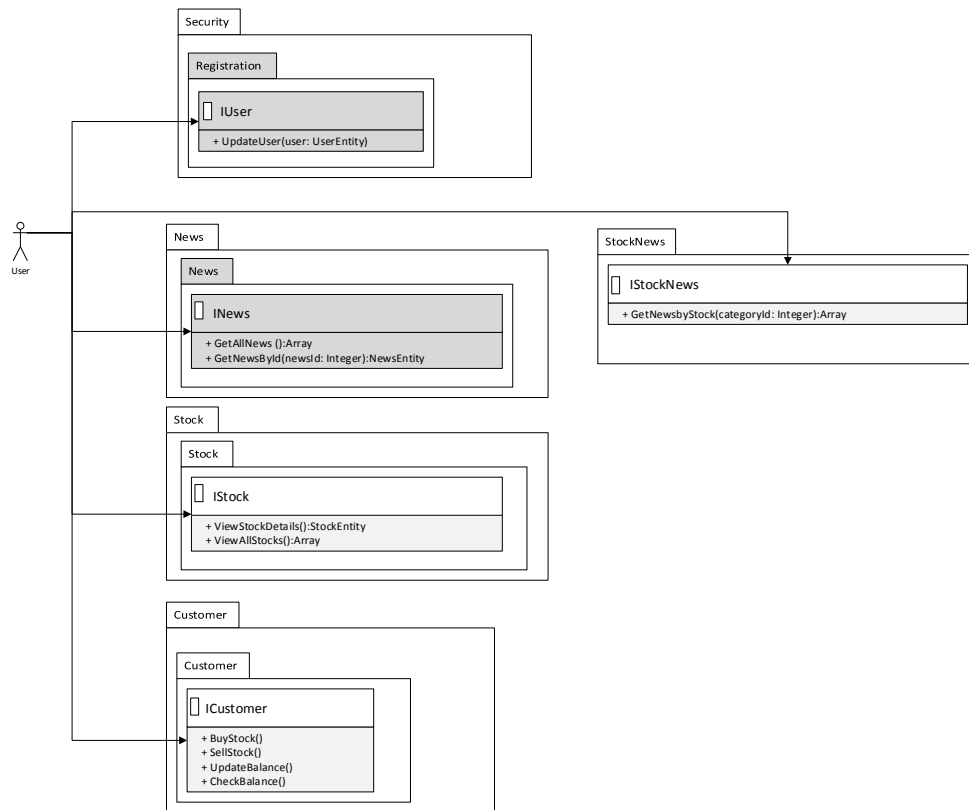 Security
Registration
IUser
+ UpdateUser(user: UserEntity)
User
News
News
INews
+ GetAllNews ():Array
+ GetNewsById(newsId: Integer):NewsEntity
StockNews
IStockNews
+ GetNewsbyStock(categoryId: Integer):Array
Stock
Stock
IStock
+ ViewStockDetails():StockEntity
+ ViewAllStocks():Array
Customer
Customer
ICustomer
+ BuyStock()
+ SellStock()
+ UpdateBalance()
+ CheckBalance()